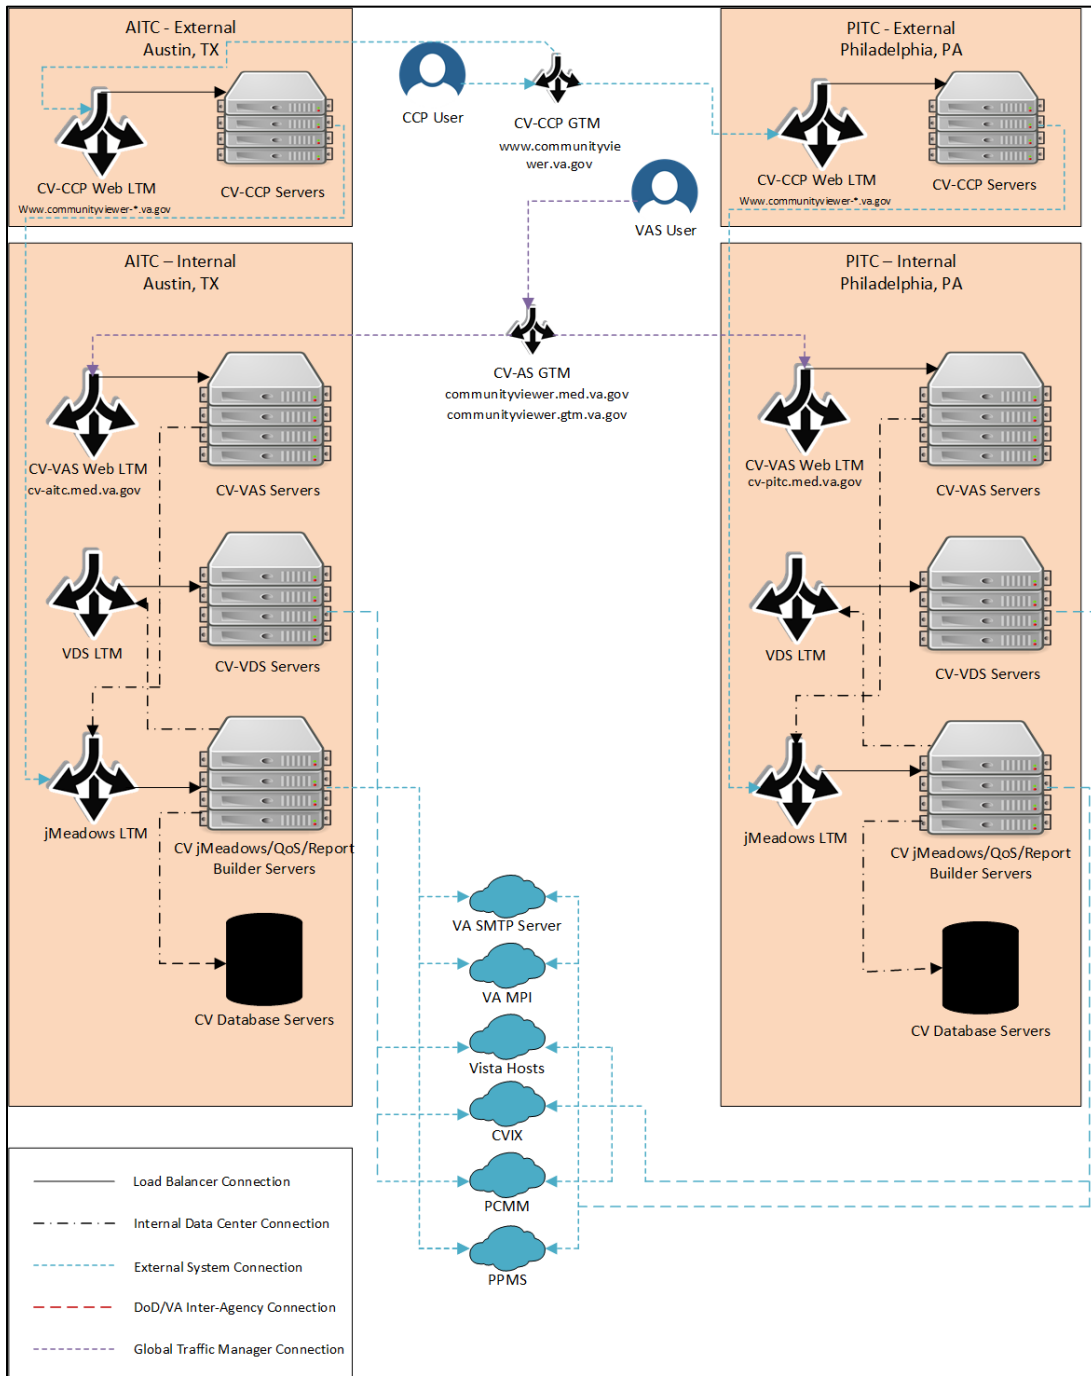 AITC - External
Austin, TX
CV-CCP Web LTM
Www.communityviewer-*.va.gov
CV-CCP Servers
CCP User
CV-CCP GTM
www.communityvie
wer.va.gov
VAS User
PITC - External
Philadelphia, PA
CV-CCP Web LTM
Www.communityviewer-*.va.gov
CV-CCP Servers
AITC – Internal
Austin, TX
CV-VAS Web LTM
cv-aitc.med.va.gov
CV-VAS Servers
VDS LTM
CV-VDS Servers
jMeadows LTM
CV jMeadows/QoS/Report
Builder Servers
CV Database Servers
CV-AS GTM
communityviewer.med.va.gov
communityviewer.gtm.va.gov
PITC – Internal
Philadelphia, PA
CV-VAS Web LTM
cv-pitc.med.va.gov
CV-VAS Servers
VDS LTM
CV-VDS Servers
jMeadows LTM
CV jMeadows/QoS/Report
Builder Servers
CV Database Servers
VA SMTP Server
VA MPI
Vista Hosts
CVIX
PCMM
PPMS
Load Balancer Connection
Internal Data Center Connection
External System Connection
DoD/VA Inter-Agency Connection
Global Traffic Manager Connection